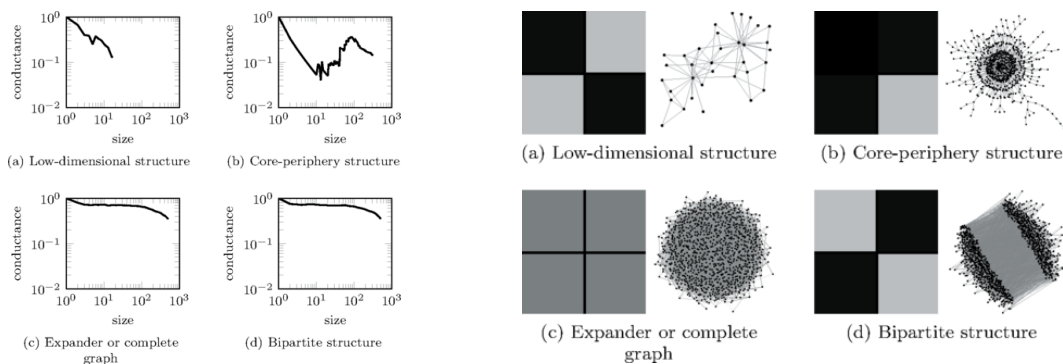 conductance
10^0
10^-1
10^-2
10^0 10^1 10^2 10^3
size
(a) Low-dimensional structure
conductance
10^0
10^-1
10^-2
10^0 10^1 10^2 10^3
size
(b) Core-periphery structure
conductance
10^0
10^-1
10^-2
10^0 10^1 10^2 10^3
size
(c) Expander or complete
graph
conductance
10^0
10^-1
10^-2
10^0 10^1 10^2 10^3
size
(d) Bipartite structure
(a) Low-dimensional structure
(b) Core-periphery structure
(c) Expander or complete
graph
(d) Bipartite structure